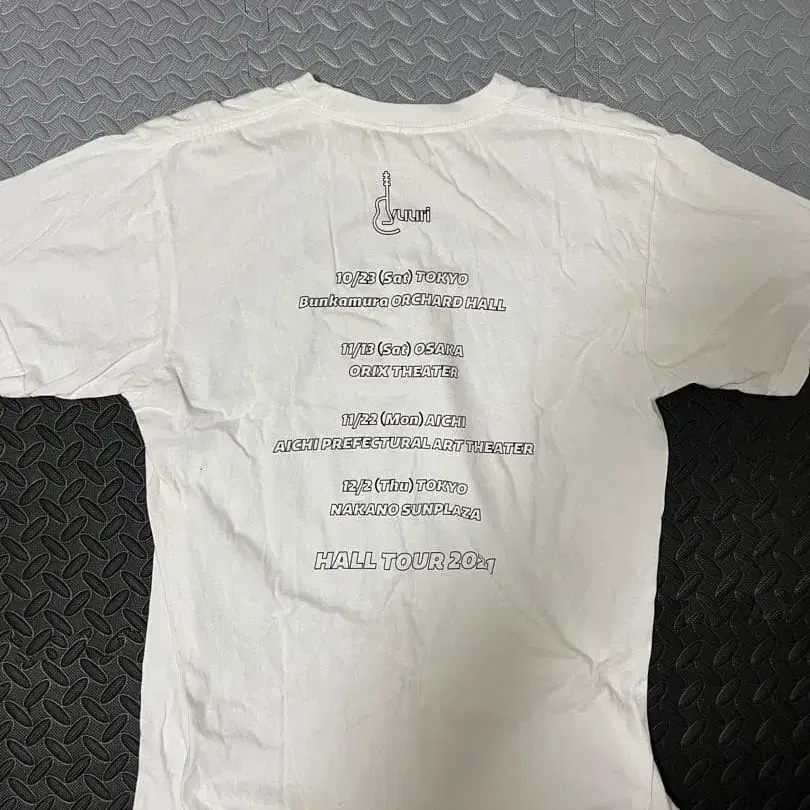 yuuri
10/23 (Sat) TOKYO
Bunkamura ORCHARD HALL
11/13 (Sat) OSAKA
ORIX THEATER
11/22 (Mon) AICHI
AICHI PREFECTURAL ART THEATER
12/2 (Thu) TOKYO
NAKANO SUNPLAZA
HALL TOUR 2021